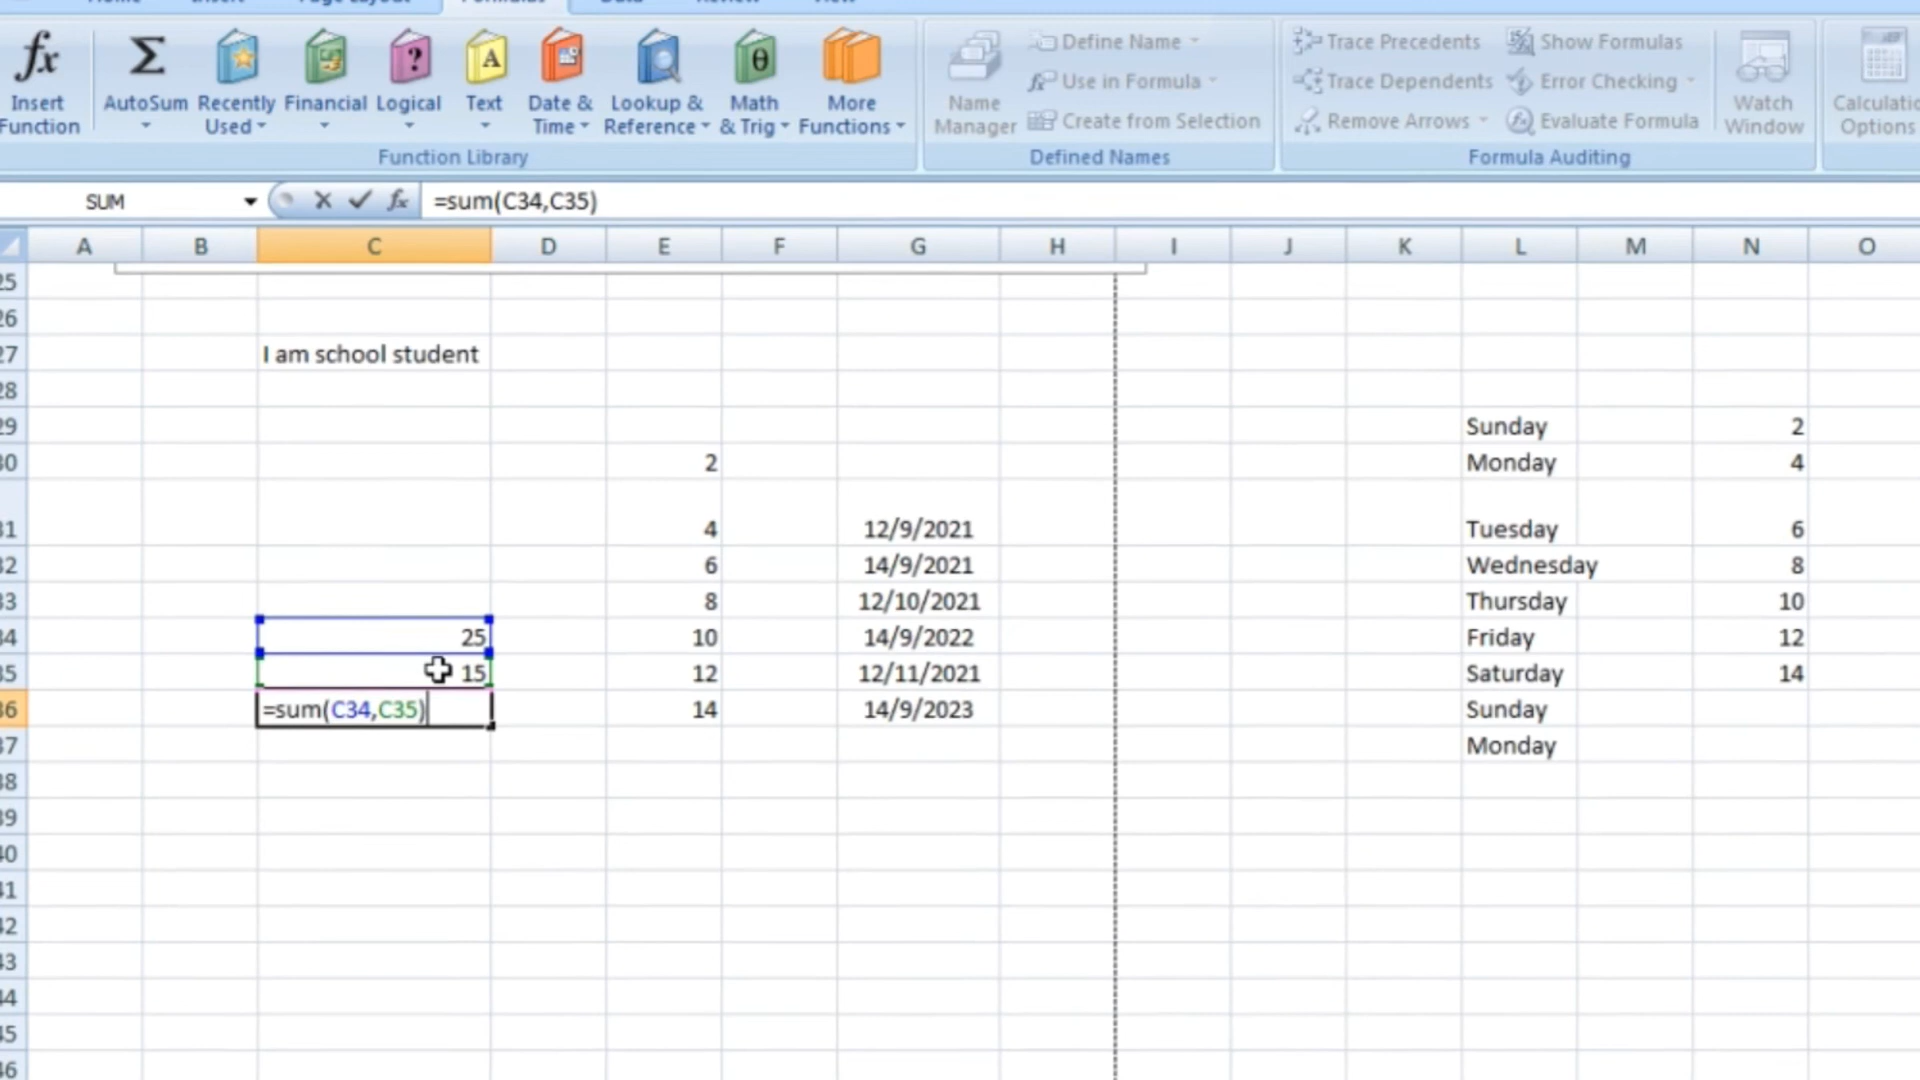 Insert
Function
AutoSum
Recently
Used
Financial
Logical
Text
Date &
Time
Lookup &
Reference
Math
& Trig
More
Functions
Function Library
Name
Manager
Define Name
Use in Formula
Create from Selection
Defined Names
Trace Precedents
Trace Dependents
Remove Arrows
Show Formulas
Error Checking
Evaluate Formula
Formula Auditing
Watch
Window
Options
SUM
=sum(C34,C35)
A B C D E F G H I J K L M N O
I am school student
Sunday 2
2 Monday 4
4 12/9/2021 Tuesday 6
6 14/9/2021 Wednesday 8
8 12/10/2021 Thursday 10
25 10 14/9/2022 Friday 12
15 12 12/11/2021 Saturday 14
=sum(C34,C35) 14 14/9/2023 Sunday
Monday